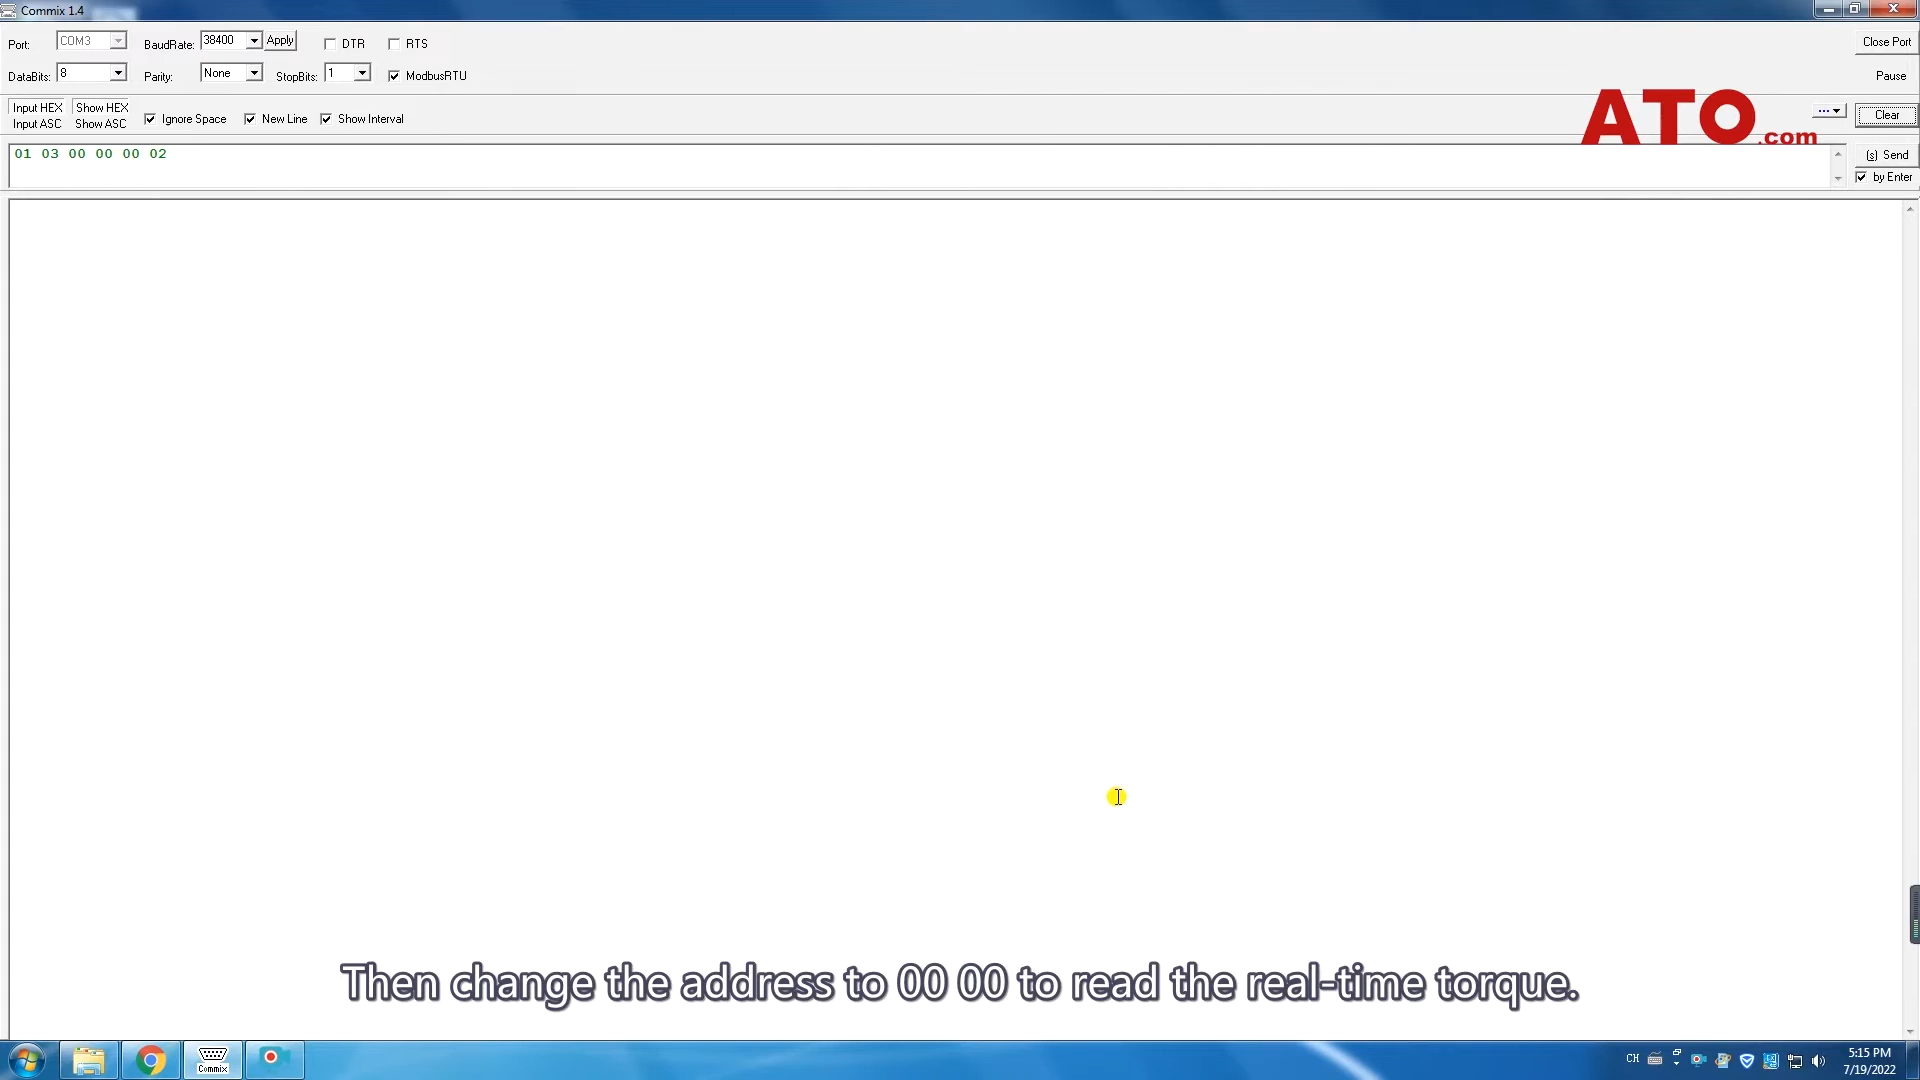 Commix 1.4
Port: COM3 BaudRate: 38400 Apply DTR RTS Close Port
DataBits: 8 Parity: None StopBits: 1 ModbusRTU Pause
Input HEX Show HEX
Input ASC Show ASC Ignore Space New Line Show Interval ... Clear
ATO.com
01 03 00 00 00 02
(s) Send
by Enter
Then change the address to 00 00 to read the real-time torque.
Commix
CH
5:15 PM
7/19/2022